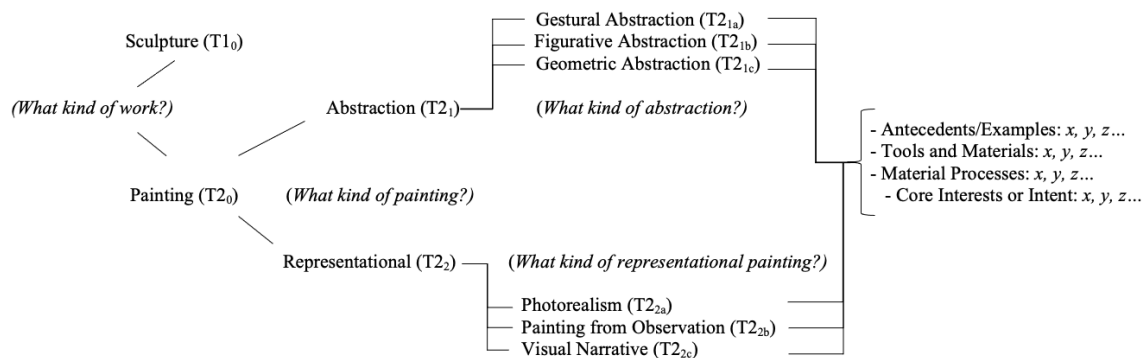 Gestural Abstraction (T2₁ₐ)
Sculpture (T1₀)
Figurative Abstraction (T2₁b)
Geometric Abstraction (T2₁c)
(What kind of work?)
Abstraction (T2₁)
(What kind of abstraction?)
- Antecedents/Examples: x, y, z...
- Tools and Materials: x, y, z...
- Material Processes: x, y, z...
- Core Interests or Intent: x, y, z...
Painting (T2₀)
(What kind of painting?)
Representational (T2₂)
(What kind of representational painting?)
Photorealism (T2₂ₐ)
Painting from Observation (T2₂b)
Visual Narrative (T2₂c)